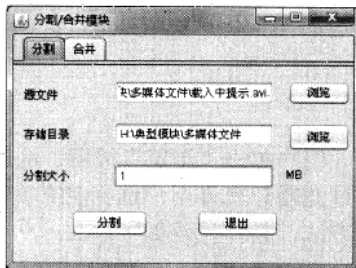 分割/合并模块
分割 合并
源文件 块\多媒体文件\载入中提示.avi 浏览
存储目录 H:\典型模块\多媒体文件 浏览
分割大小 1 MB
分割 退出